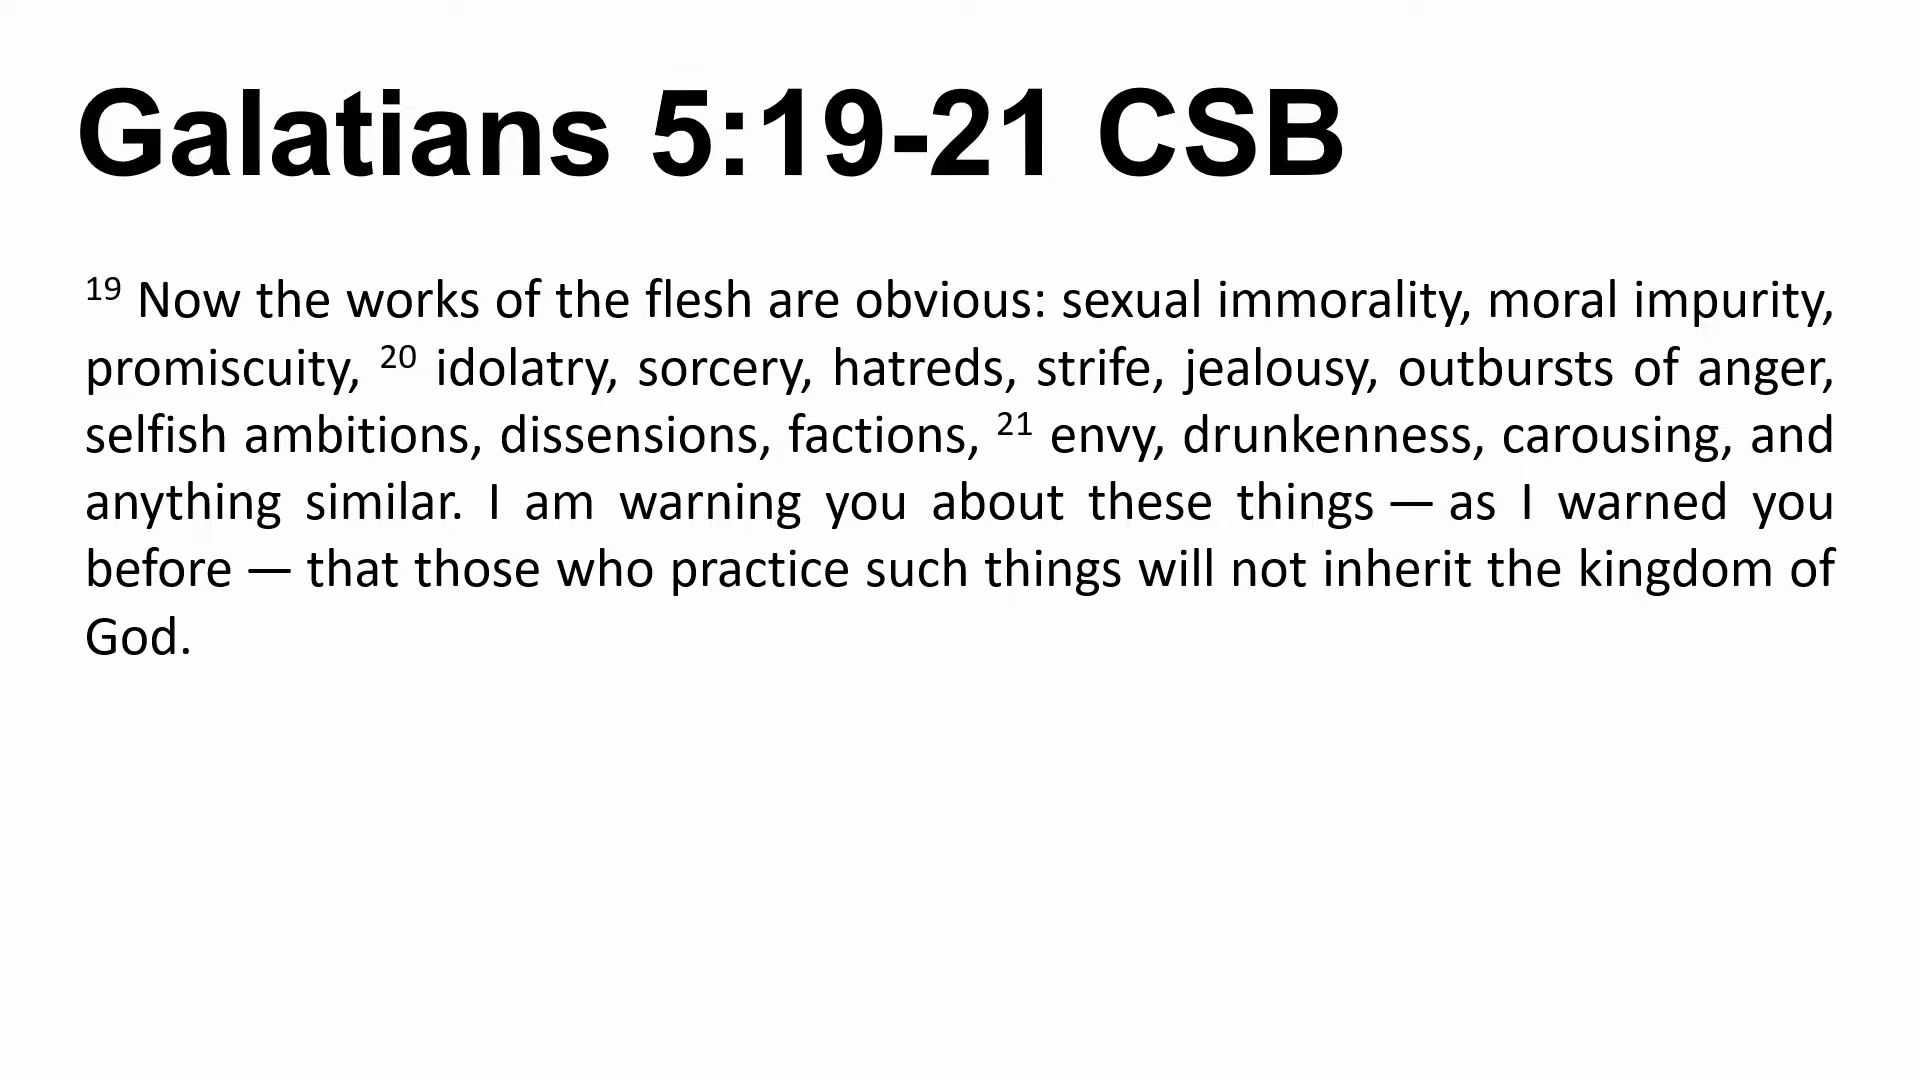 Galatians 5:19-21 CSB
19 Now the works of the flesh are obvious: sexual immorality, moral impurity,
promiscuity, 20 idolatry, sorcery, hatreds, strife, jealousy, outbursts of anger,
selfish ambitions, dissensions, factions, 21 envy, drunkenness, carousing, and
anything similar. I am warning you about these things — as I warned you
before — that those who practice such things will not inherit the kingdom of
God.